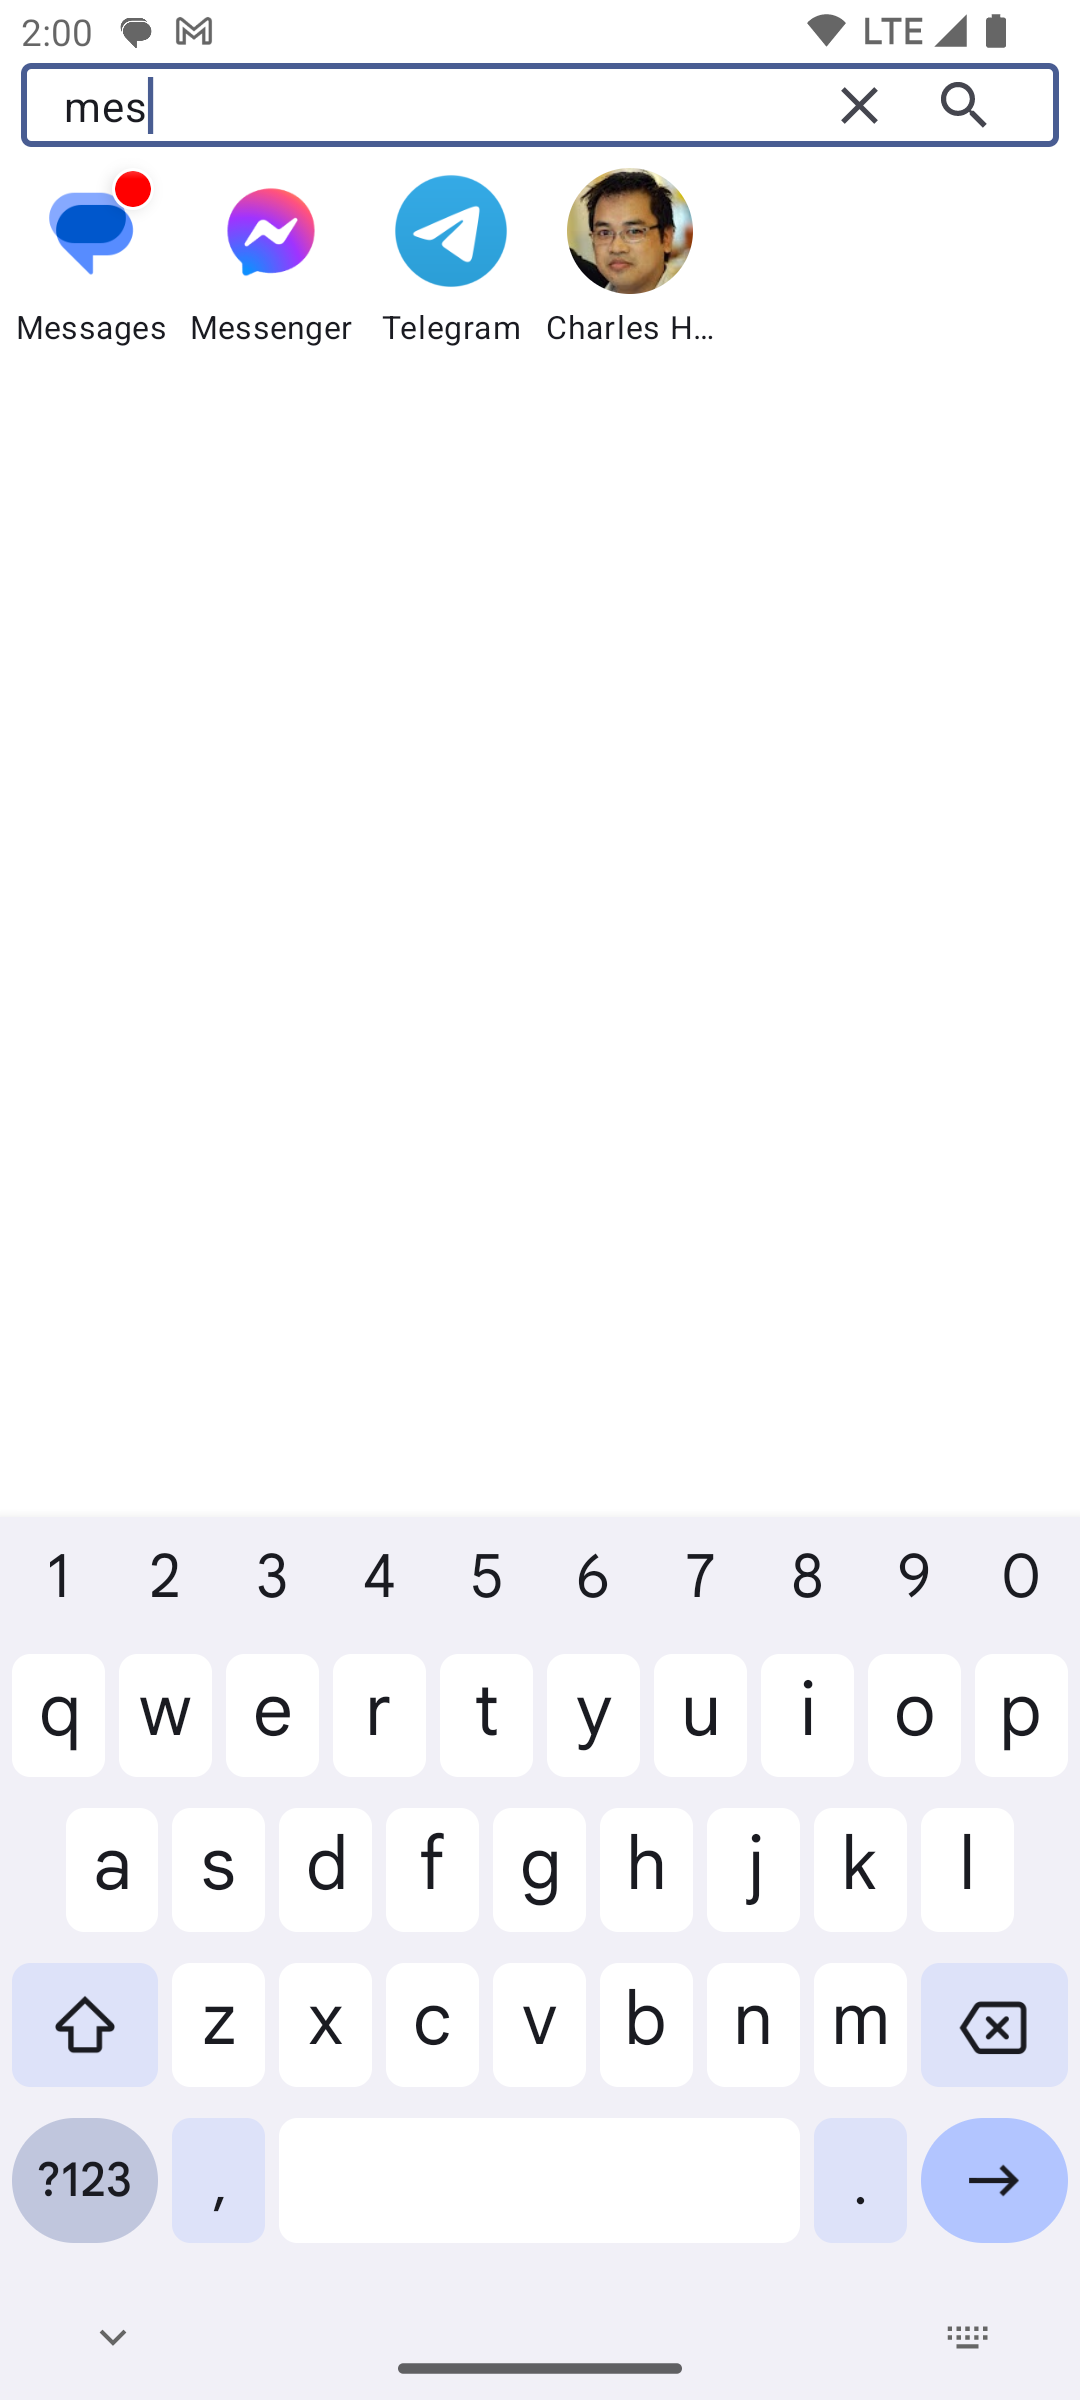 2:00 LTE
mes
Messages Messenger Telegram Charles H...
1 2 3 4 5 6 7 8 9 0
q w e r t y u i o p
a s d f g h j k l
z x c v b n m
?123 , .